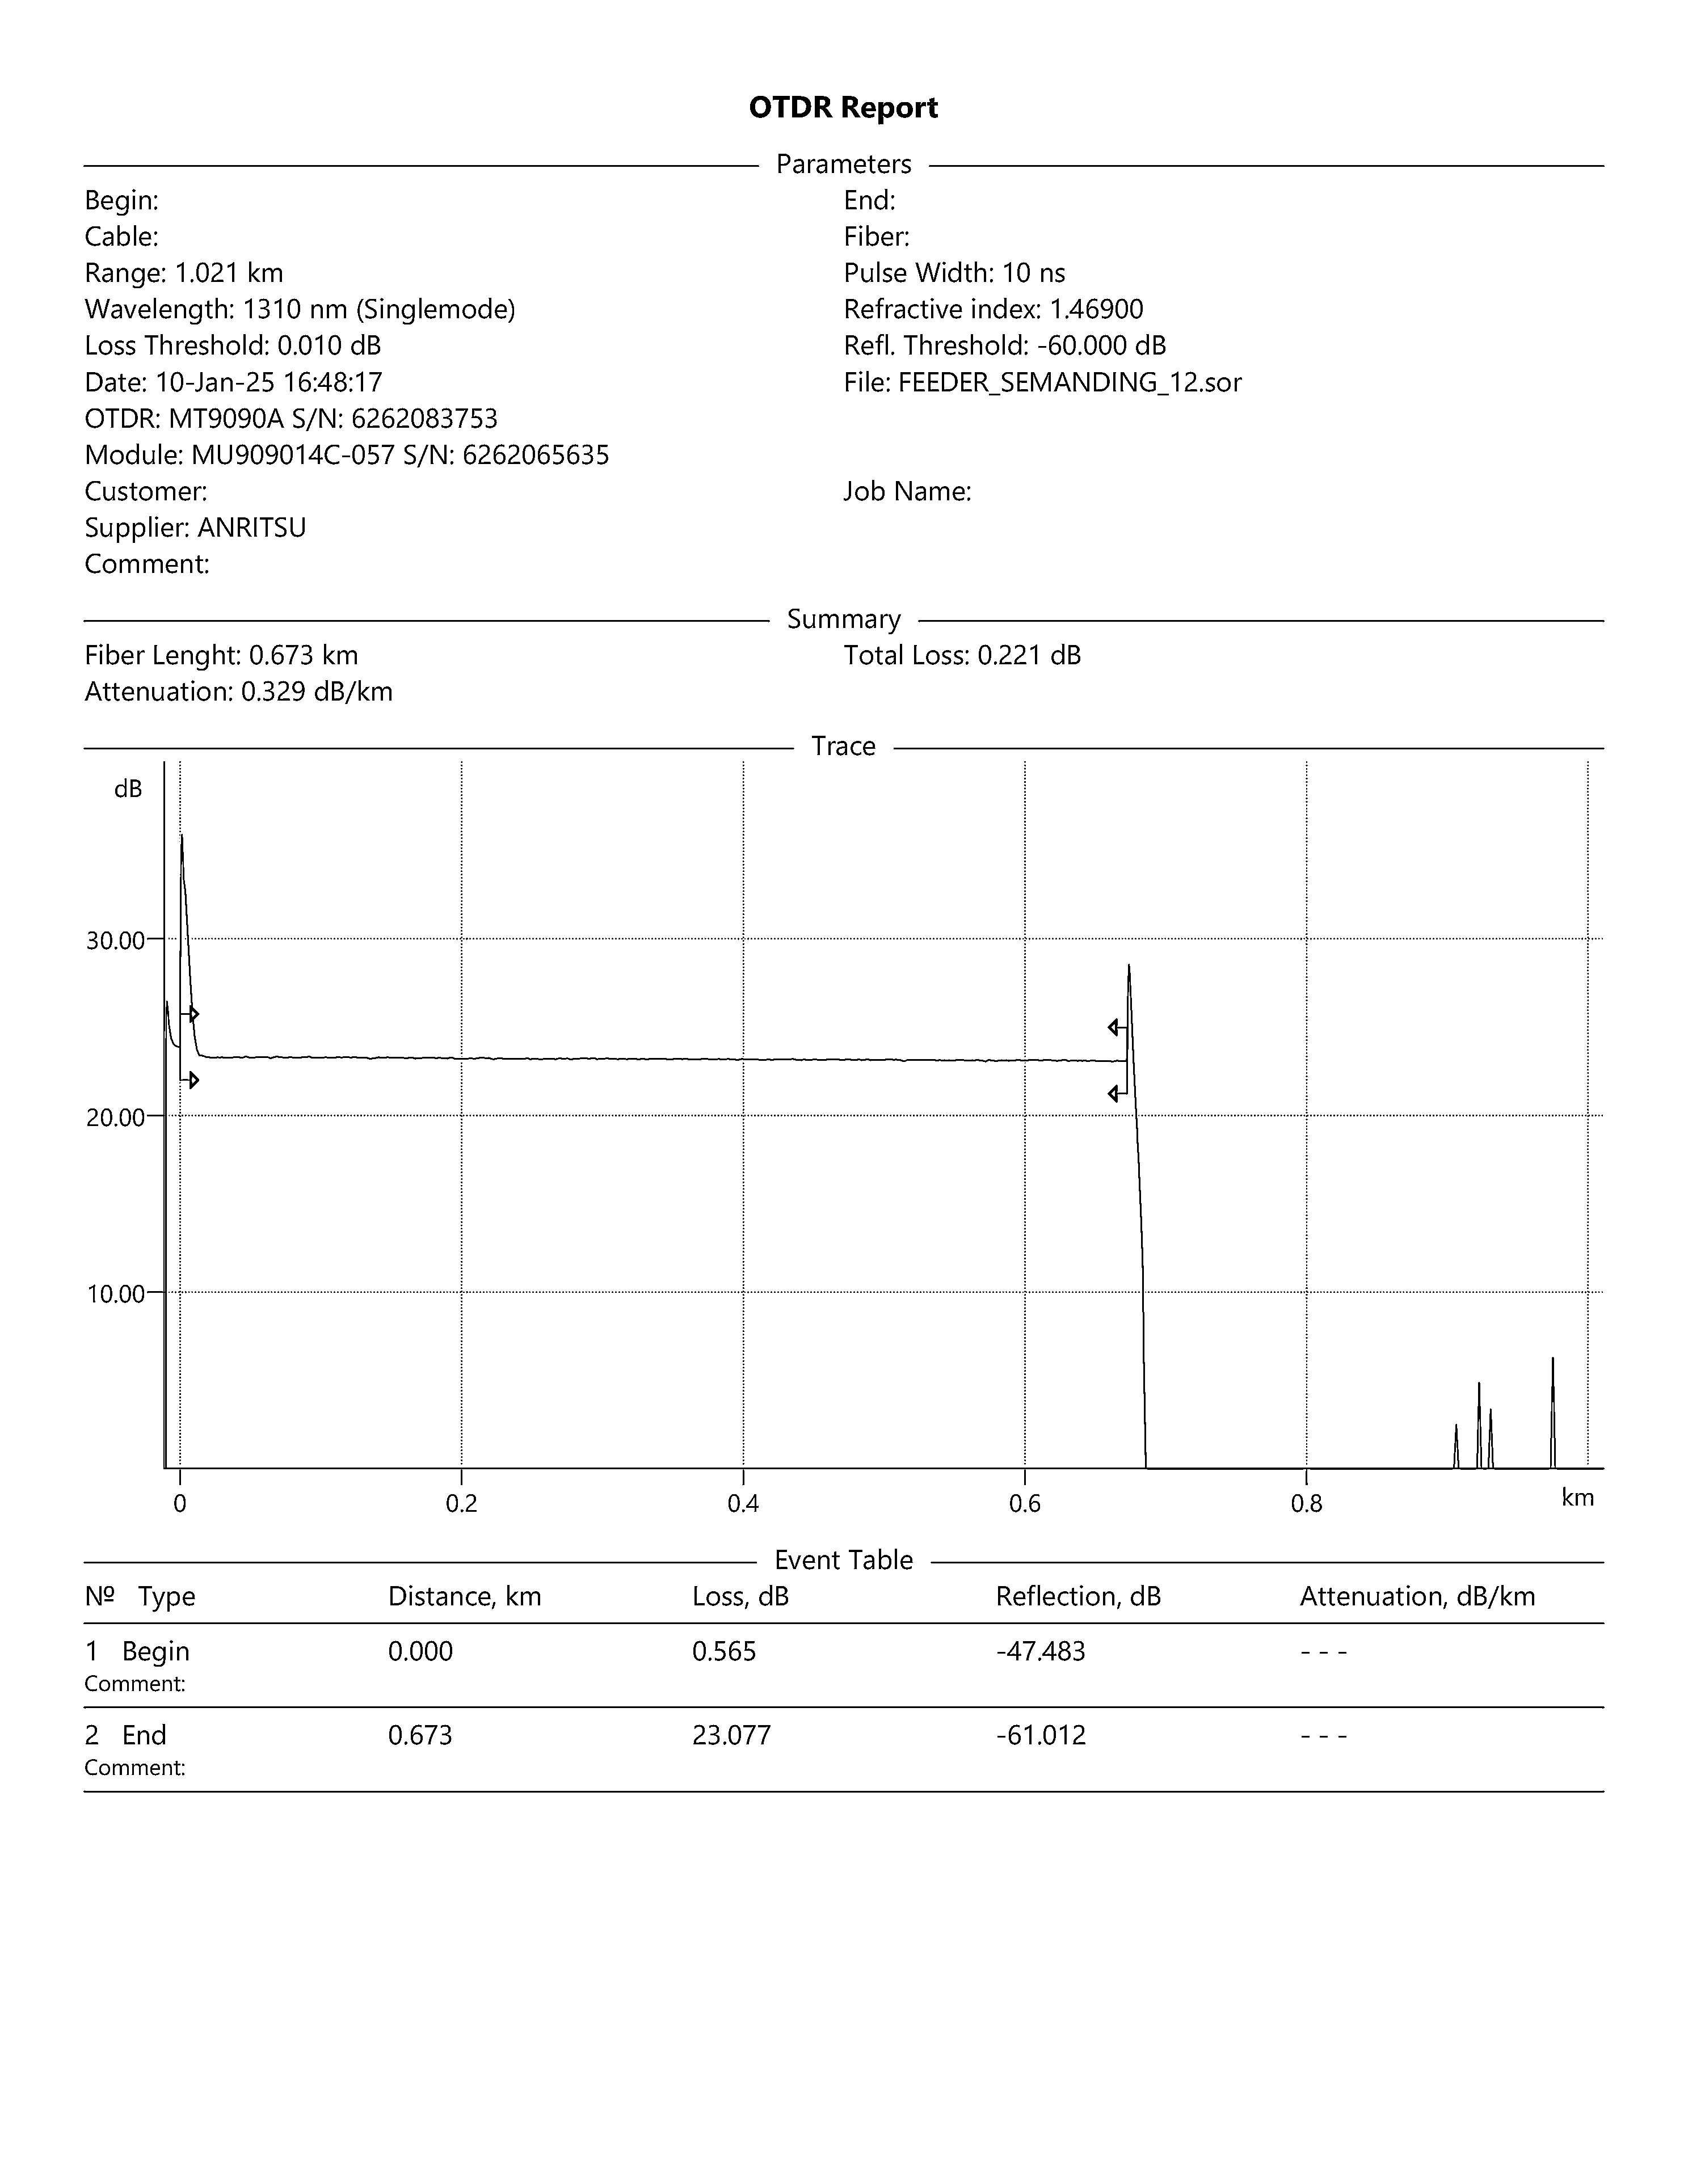 OTDR Report
Parameters
Begin: End:
Cable: Fiber:
Range: 1.021 km Pulse Width: 10 ns
Wavelength: 1310 nm (Singlemode) Refractive index: 1.46900
Loss Threshold: 0.010 dB Refl. Threshold: -60.000 dB
Date: 10-Jan-25 16:48:17 File: FEEDER_SEMANDING_12.sor
OTDR: MT9090A S/N: 6262083753
Module: MU909014C-057 S/N: 6262065635
Customer: Job Name:
Supplier: ANRITSU
Comment:
Summary
Fiber Lenght: 0.673 km Total Loss: 0.221 dB
Attenuation: 0.329 dB/km
Trace
dB
30.00
20.00
10.00
0 0.2 0.4 0.6 0.8 km
Event Table
Nº Type Distance, km Loss, dB Reflection, dB Attenuation, dB/km
1 Begin 0.000 0.565 -47.483 - - -
Comment:
2 End 0.673 23.077 -61.012 - - -
Comment: